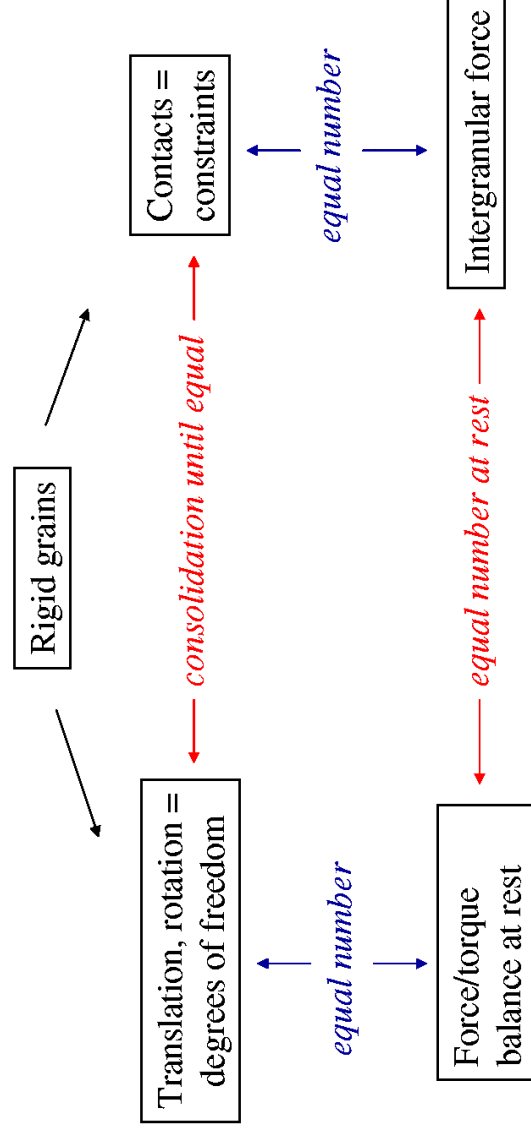 Rigid grains
Translation, rotation =
degrees of freedom
consolidation until equal
Contacts =
constraints
equal number
equal number
Force/torque
balance at rest
equal number at rest
Intergranular force